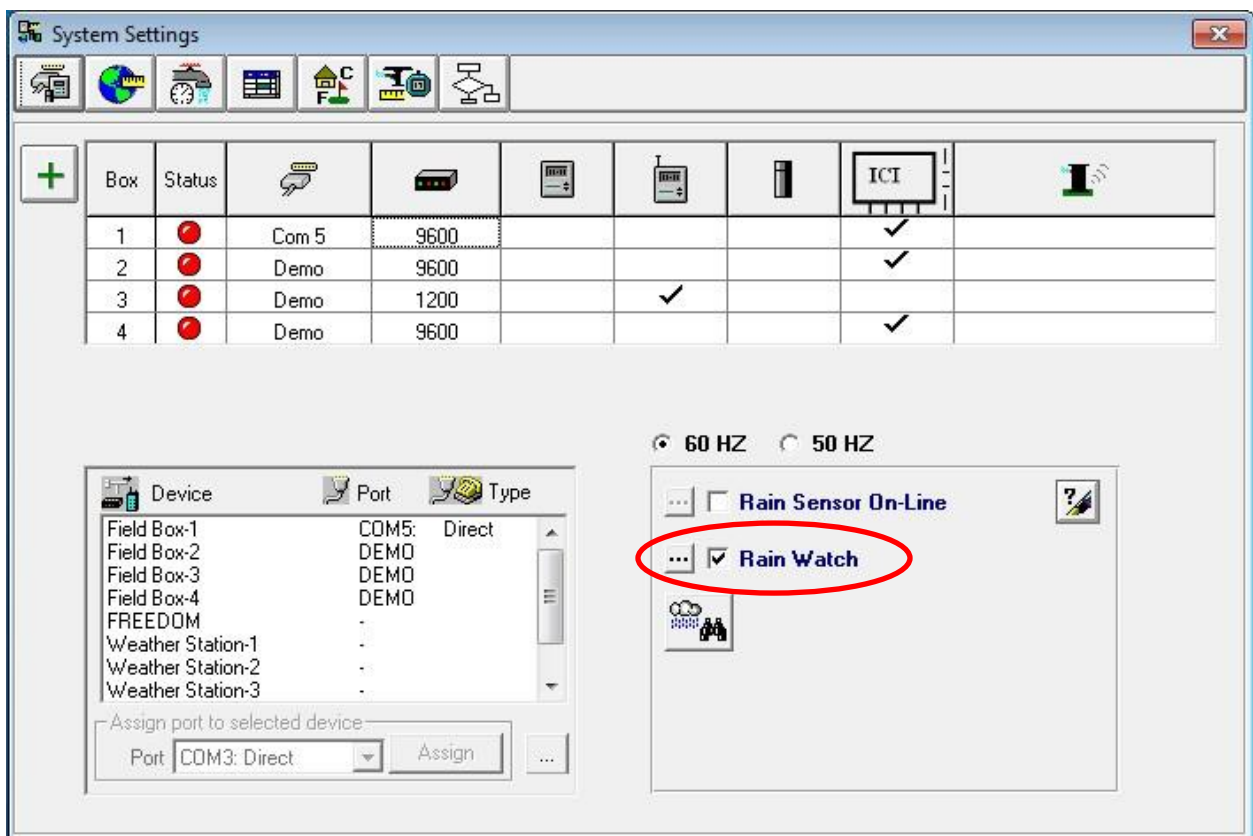 System Settings
C
F
Box Status ICI
1 Com 5 9600
2 Demo 9600
3 Demo 1200
4 Demo 9600
60 HZ 50 HZ
Device Port Type
Field Box-1 COM5: Direct
Field Box-2 DEMO
Field Box-3 DEMO
Field Box-4 DEMO
FREEDOM -
Weather Station-1 -
Weather Station-2 -
Weather Station-3 -
Assign port to selected device
Port COM3: Direct Assign ...
... Rain Sensor On-Line ?
... Rain Watch